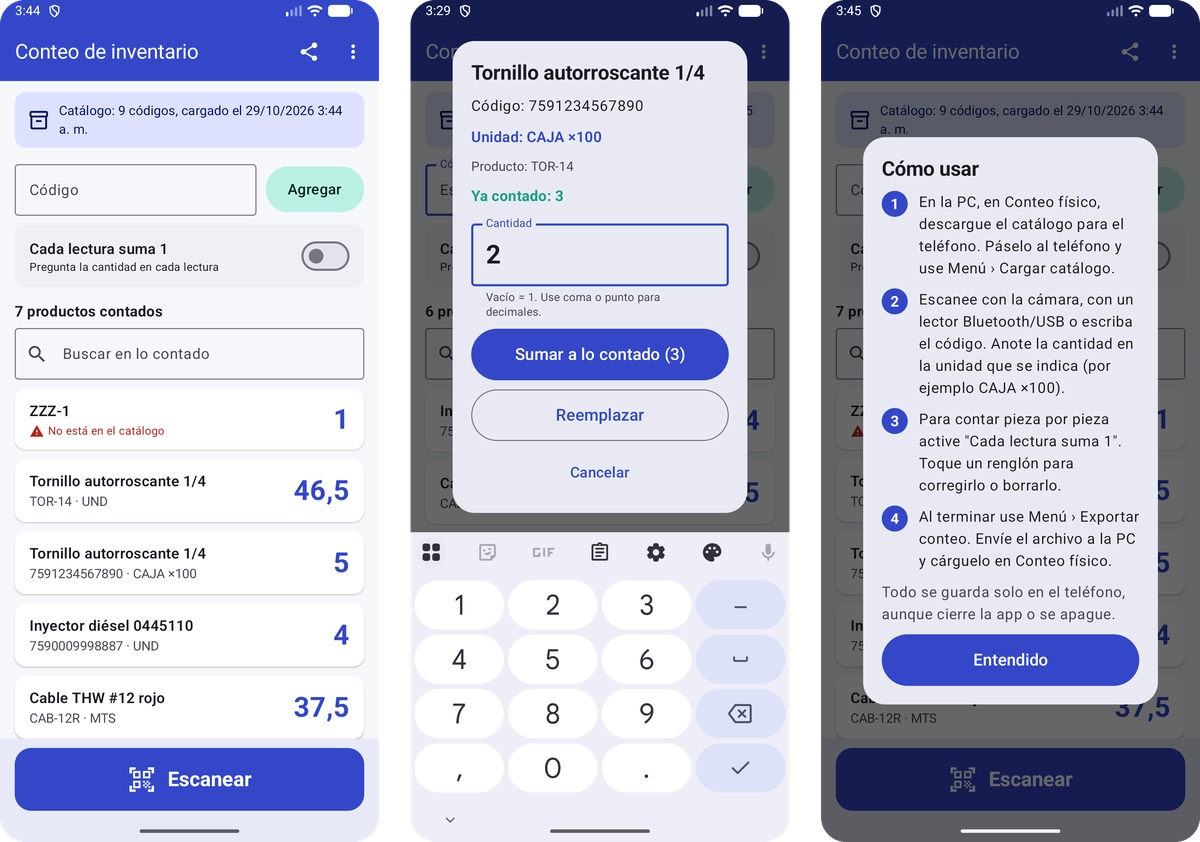 3:44
Conteo de inventario
Catálogo: 9 códigos, cargado el 29/10/2026 3:44
a. m.
Código
Agregar
Cada lectura suma 1
Pregunta la cantidad en cada lectura
7 productos contados
Buscar en lo contado
ZZZ-1
No está en el catálogo
1
Tornillo autorroscante 1/4
TOR-14 · UND
46,5
Tornillo autorroscante 1/4
7591234567890 · CAJA ×100
5
Inyector diésel 0445110
7590009998887 · UND
4
Cable THW #12 rojo
CAB-12R · MTS
37,5
Escanear
3:29
Tornillo autorroscante 1/4
Código: 7591234567890
Unidad: CAJA ×100
Producto: TOR-14
Ya contado: 3
Cantidad
2
Vacío = 1. Use coma o punto para
decimales.
Sumar a lo contado (3)
Reemplazar
Cancelar
GIF
1 2 3 –
4 5 6
7 8 9
, 0 .
3:45
Conteo de inventario
Catálogo: 9 códigos, cargado el 29/10/2026 3:44
a. m.
Cómo usar
1 En la PC, en Conteo físico,
descargue el catálogo para el
teléfono. Páselo al teléfono y
use Menú › Cargar catálogo.
2 Escanee con la cámara, con un
lector Bluetooth/USB o escriba
el código. Anote la cantidad en
la unidad que se indica (por
ejemplo CAJA ×100).
3 Para contar pieza por pieza
active "Cada lectura suma 1".
Toque un renglón para
corregirlo o borrarlo.
4 Al terminar use Menú › Exportar
conteo. Envíe el archivo a la PC
y cárguelo en Conteo físico.
Todo se guarda solo en el teléfono,
aunque cierre la app o se apague.
Entendido
CAB-12R · MTS
37,5
Escanear